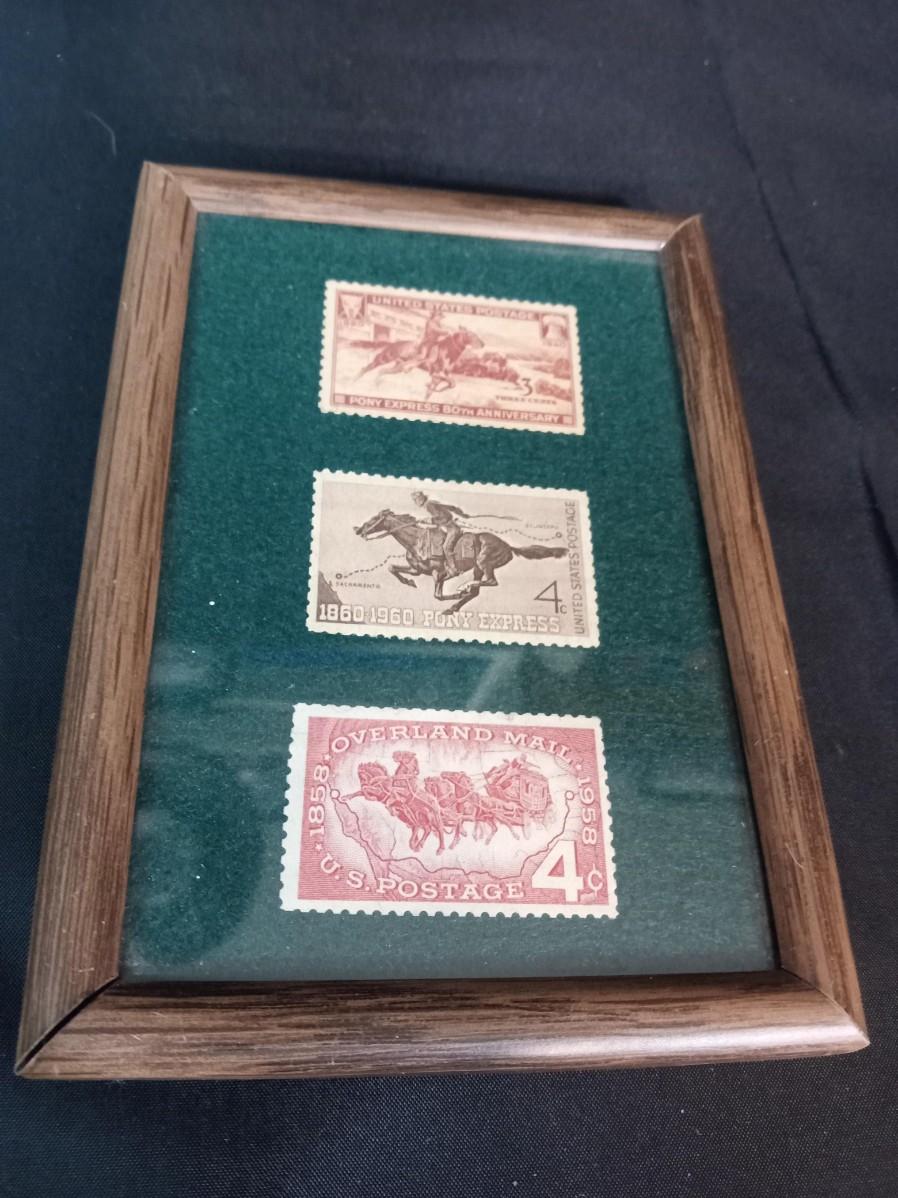 UNITED STATES POSTAGE
3
THREE CENTS
PONY EXPRESS 80TH ANNIVERSARY
ST. JOSEPH
SACRAMENTO
4c
1860-1960 PONY EXPRESS
UNITED STATES POSTAGE
OVERLAND MAIL
1858
1958
U.S. POSTAGE
4c